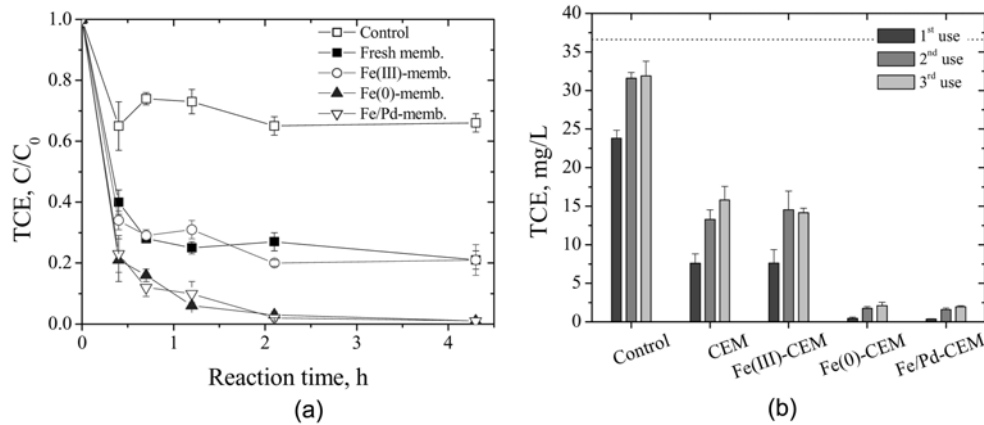 1.0
0.8
0.6
0.4
0.2
0.0
TCE, C/C₀
0 1 2 3 4
Reaction time, h
Control
Fresh memb.
Fe(III)-memb.
Fe(0)-memb.
Fe/Pd-memb.
(a)
40
35
30
25
20
15
10
5
0
TCE, mg/L
1ˢᵗ use
2ⁿᵈ use
3ʳᵈ use
Control
CEM
Fe(III)-CEM
Fe(0)-CEM
Fe/Pd-CEM
(b)